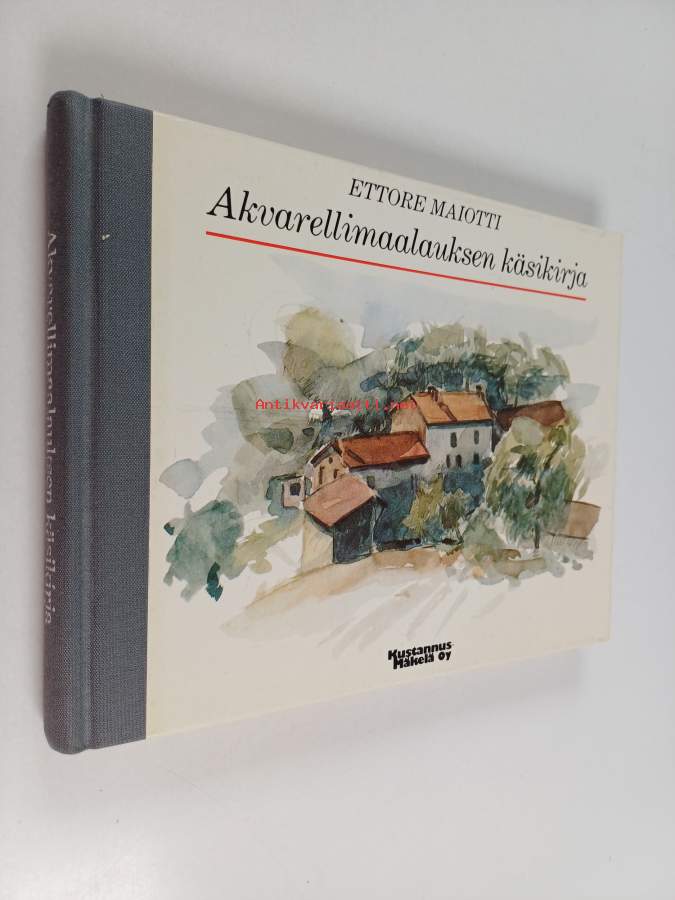 ETTORE MAIOTTI
Akvarellimaalauksen käsikirja
Antikvariaatti.net
Kustannus-
Mäkelä OY
Akvarellimaalauksen käsikirja